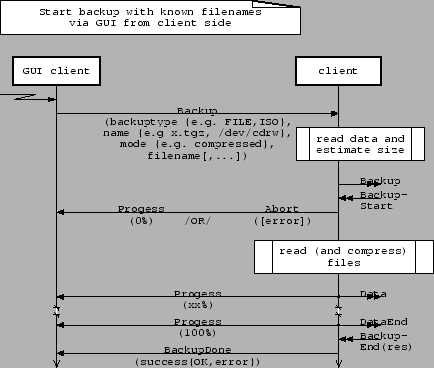 Start backup with known filenames
via GUI from client side
GUI client
client
Backup
(backuptype {e.g. FILE,ISO},
name {e.g x.tgz, /dev/cdrw},
mode {e.g. compressed},
filename[,...])
read data and
estimate size
Backup
Backup-
Start
Progess Abort
(0%) /OR/ ([error])
read (and compress)
files
Progess Data
(xx%)
Progess DataEnd
(100%)
Backup-
End(res)
BackupDone
(success{OK,error})